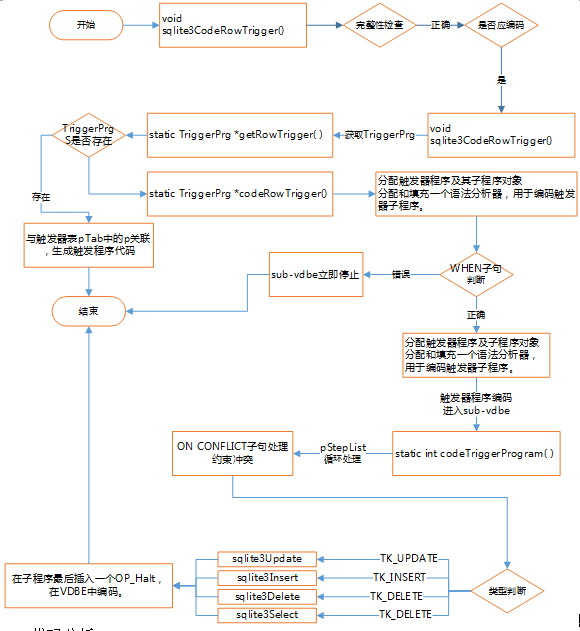 开始
void
sqlite3CodeRowTrigger()
完整性检查
正确
是否应编码
是
TriggerPrg
S是否存在
static TriggerPrg *getRowTrigger( )
获取TriggerPrg
void
sqlite3CodeRowTrigger()
存在
static TriggerPrg *codeRowTrigger()
分配触发器程序及其子程序对象
分配和填充一个语法分析器，用于编码触发
器子程序。
与触发器表pTab中的p关联
，生成触发程序代码
sub-vdbe立即停止
错误
WHEN子句
判断
结束
正确
分配触发器程序及子程序对象
分配和填充一个语法分析器，
用于编码触发器子程序。
触发器程序编码
进入sub-vdbe
ON CONFLICT子句处理
约束冲突
pStepList
循环处理
static int codeTriggerProgram( )
在子程序最后插入一个OP_Halt，
在VDBE中编码。
sqlite3Update
TK_UPDATE
sqlite3Insert
TK_INSERT
sqlite3Delete
TK_DELETE
sqlite3Select
TK_DELETE
类型判断